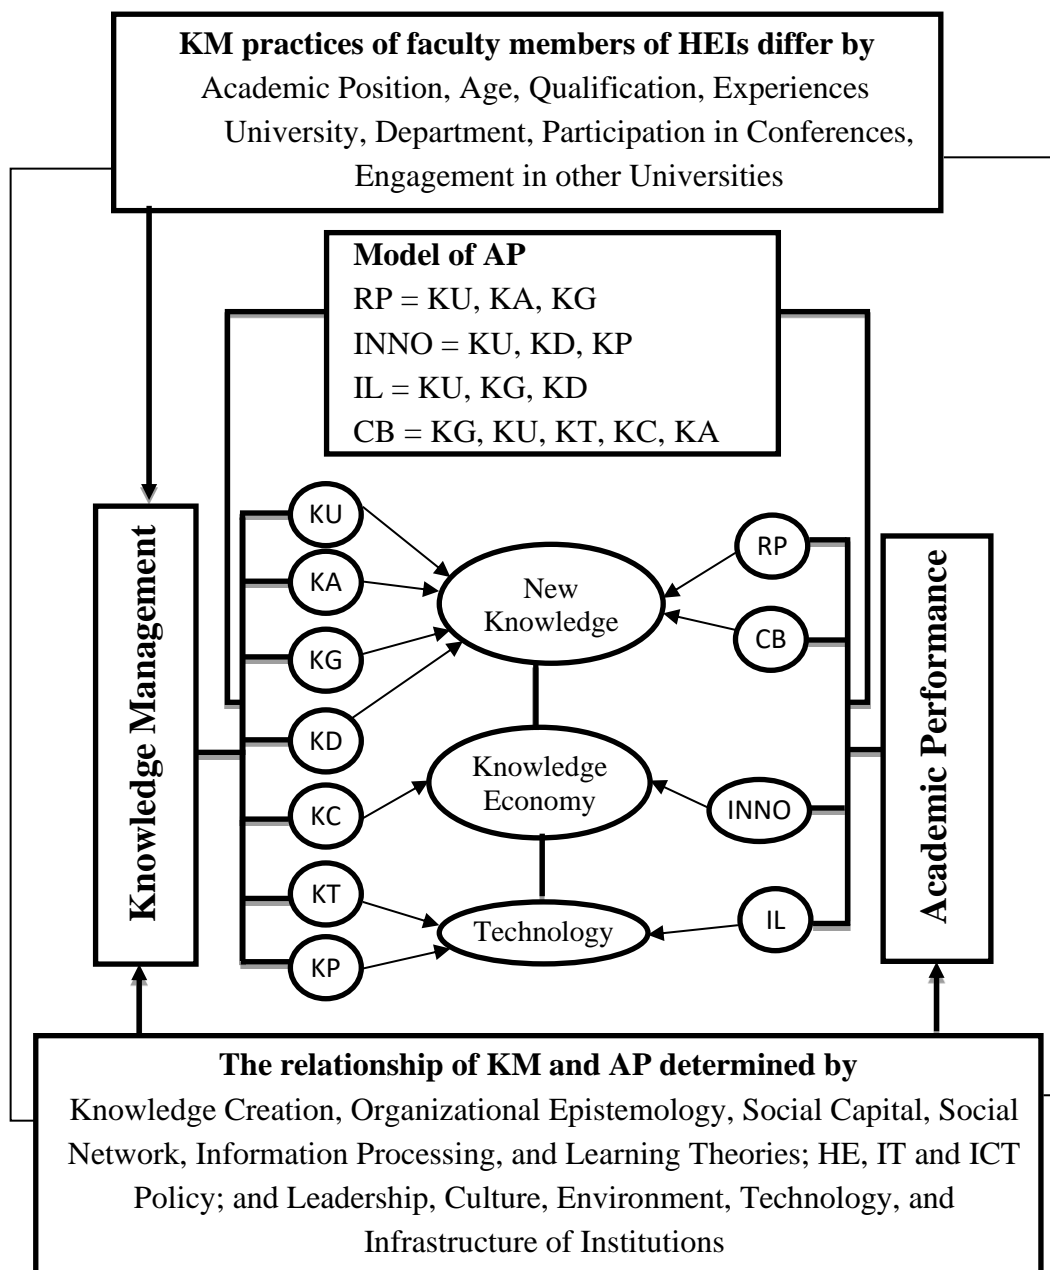 KM practices of faculty members of HEIs differ by
Academic Position, Age, Qualification, Experiences
University, Department, Participation in Conferences,
Engagement in other Universities
Model of AP
RP = KU, KA, KG
INNO = KU, KD, KP
IL = KU, KG, KD
CB = KG, KU, KT, KC, KA
Knowledge Management
KU
KA
KG
KD
KC
KT
KP
New
Knowledge
Knowledge
Economy
Technology
RP
CB
INNO
IL
Academic Performance
The relationship of KM and AP determined by
Knowledge Creation, Organizational Epistemology, Social Capital, Social
Network, Information Processing, and Learning Theories; HE, IT and ICT
Policy; and Leadership, Culture, Environment, Technology, and
Infrastructure of Institutions